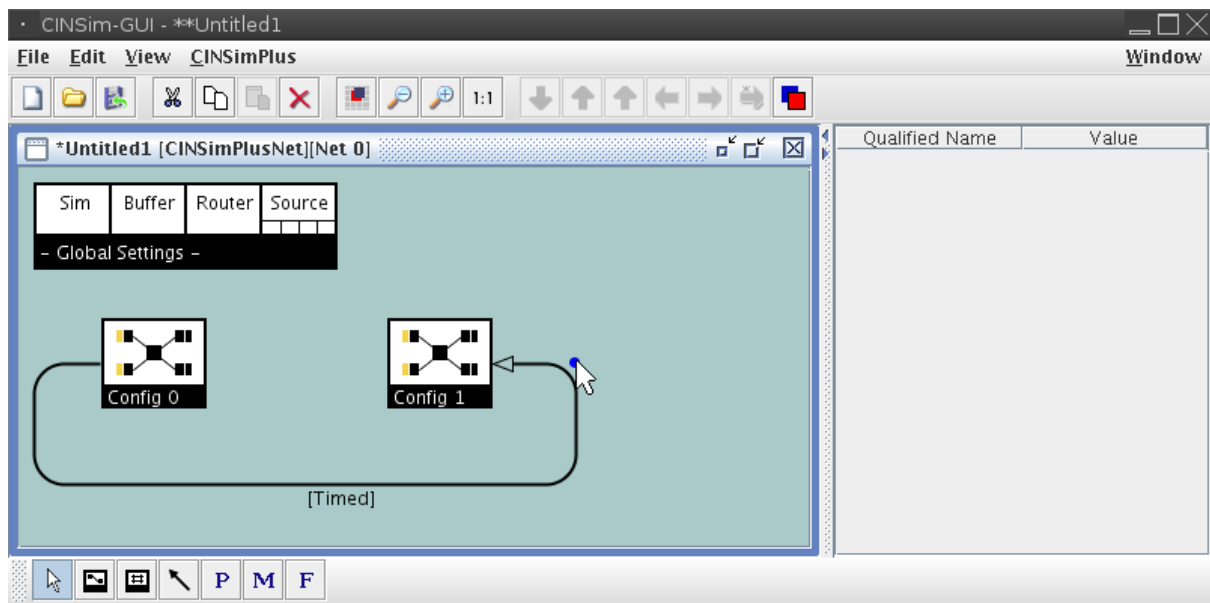 CINSim-GUI - **Untitled1
File Edit View CINSimPlus Window
1:1
*Untitled1 [CINSimPlusNet][Net 0]
Qualified Name Value
Sim Buffer Router Source
- Global Settings -
Config 0 Config 1
[Timed]
P M F